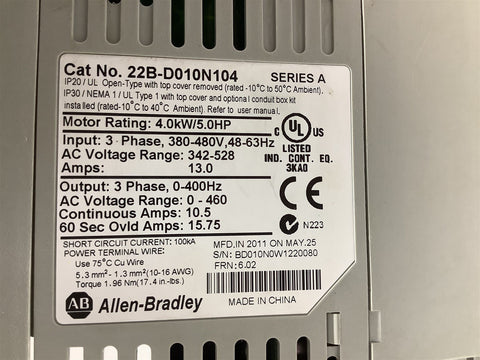 Cat No. 22B-D010N104 SERIES A
IP20 / UL Open-Type with top cover removed (rated -10°C to 50°C Ambient).
IP30 / NEMA 1 / UL Type 1 with top cover and optional conduit box kit
installed (rated-10°C to 40°C Ambient). Refer to user manual.
Motor Rating: 4.0kW/5.0HP
Input: 3 Phase, 380-480V,48-63Hz
AC Voltage Range: 342-528
Amps: 13.0
Output: 3 Phase, 0-400Hz
AC Voltage Range: 0 - 460
Continuous Amps: 10.5
60 Sec Ovld Amps: 15.75
C UL US
LISTED
IND. CONT. EQ.
3KA0
N223
SHORT CIRCUIT CURRENT: 100kA
POWER TERMINAL WIRE:
Use 75°C Cu Wire
5.3 mm² - 1.3 mm²(10-16 AWG)
Torque 1.96 Nm(17.4 in.-lbs.)
MFD.IN 2011 ON MAY.25
S/N: BD010N0W1220080
FRN: 6.02
AB Allen-Bradley
MADE IN CHINA